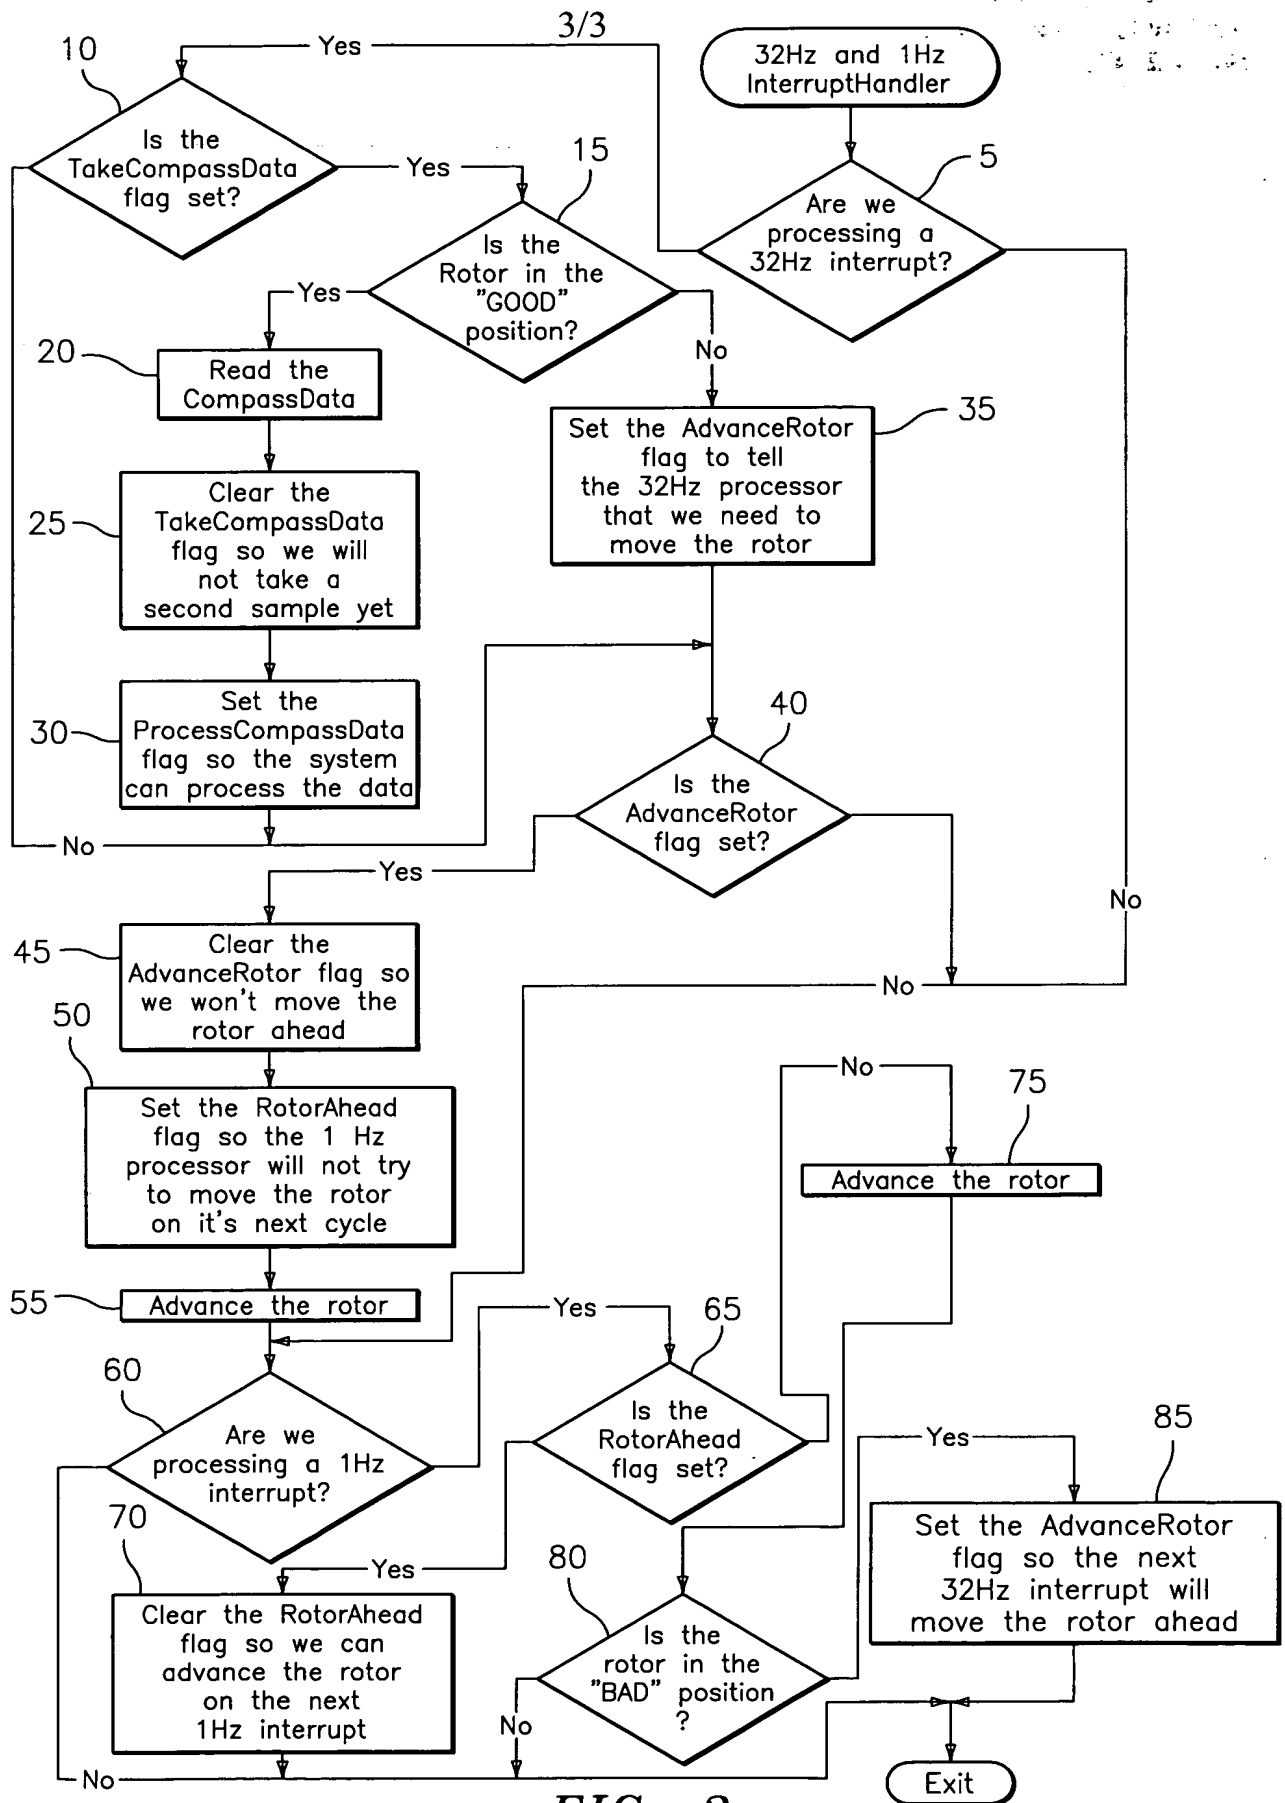 3/3
32Hz and 1Hz
InterruptHandler
5
Are we
processing a
32Hz interrupt?
Yes
10
Is the
TakeCompassData
flag set?
Yes
15
Is the
Rotor in the
"GOOD"
position?
Yes
No
20
Read the
CompassData
35
Set the AdvanceRotor
flag to tell
the 32Hz processor
that we need to
move the rotor
25
Clear the
TakeCompassData
flag so we will
not take a
second sample yet
30
Set the
ProcessCompassData
flag so the system
can process the data
No
40
Is the
AdvanceRotor
flag set?
Yes
No
No
45
Clear the
AdvanceRotor flag so
we won't move the
rotor ahead
50
Set the RotorAhead
flag so the 1 Hz
processor will not try
to move the rotor
on it's next cycle
55
Advance the rotor
60
Are we
processing a 1Hz
interrupt?
Yes
No
65
Is the
RotorAhead
flag set?
Yes
No
70
Clear the RotorAhead
flag so we can
advance the rotor
on the next
1Hz interrupt
75
Advance the rotor
80
Is the
rotor in the
"BAD" position
?
Yes
No
85
Set the AdvanceRotor
flag so the next
32Hz interrupt will
move the rotor ahead
Exit